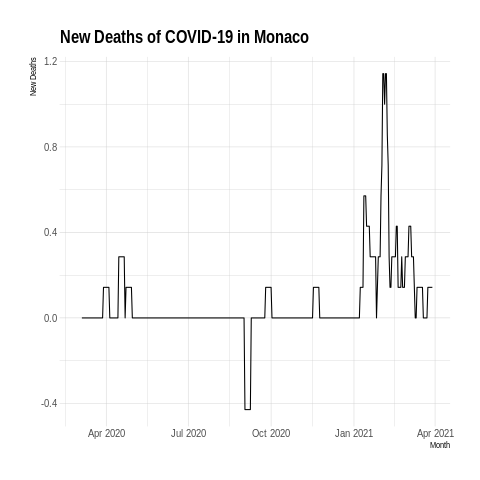 New Deaths of COVID-19 in Monaco
New Deaths
1.2
0.8
0.4
0.0
-0.4
Apr 2020 Jul 2020 Oct 2020 Jan 2021 Apr 2021
Month